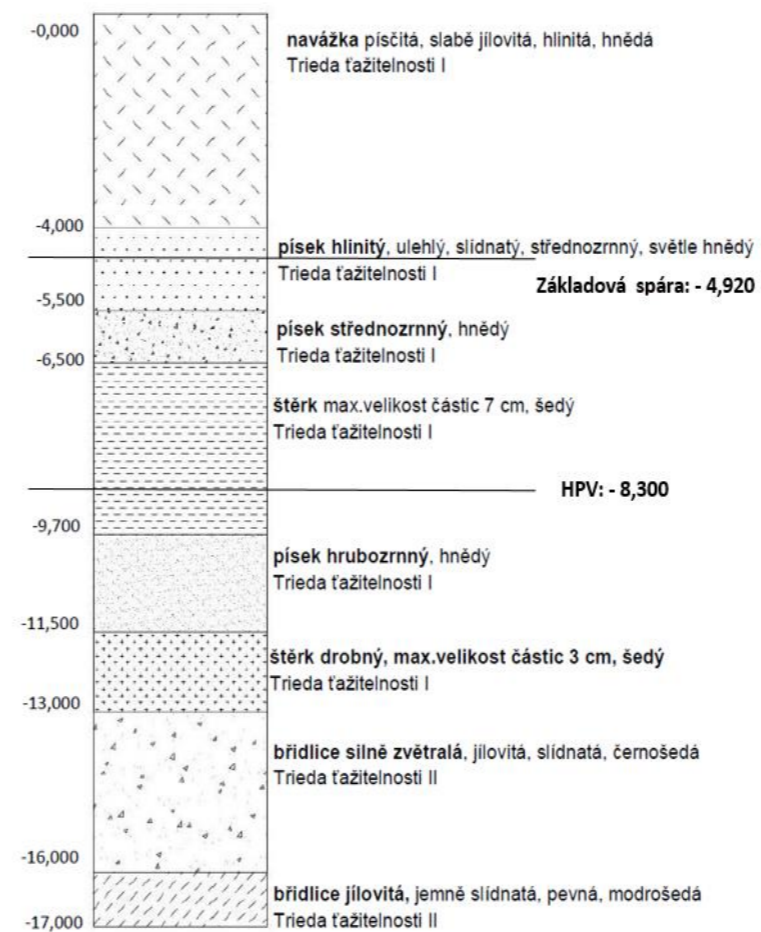 -0,000
navážka písčitá, slabě jílovitá, hlinitá, hnědá
Trieda ťažitelnosti I
-4,000
písek hlinitý, ulehlý, slídnatý, střednozrnný, světle hnědý
Trieda ťažitelnosti I
Základová spára: - 4,920
-5,500
písek střednozrnný, hnědý
Trieda ťažitelnosti I
-6,500
štěrk max.velikost částic 7 cm, šedý
Trieda ťažitelnosti I
HPV: - 8,300
-9,700
písek hrubozrnný, hnědý
Trieda ťažitelnosti I
-11,500
štěrk drobný, max.velikost částic 3 cm, šedý
Trieda ťažitelnosti I
-13,000
břidlice silně zvětralá, jílovitá, slídnatá, černošedá
Trieda ťažitelnosti II
-16,000
břidlice jílovitá, jemně slídnatá, pevná, modrošedá
Trieda ťažitelnosti II
-17,000